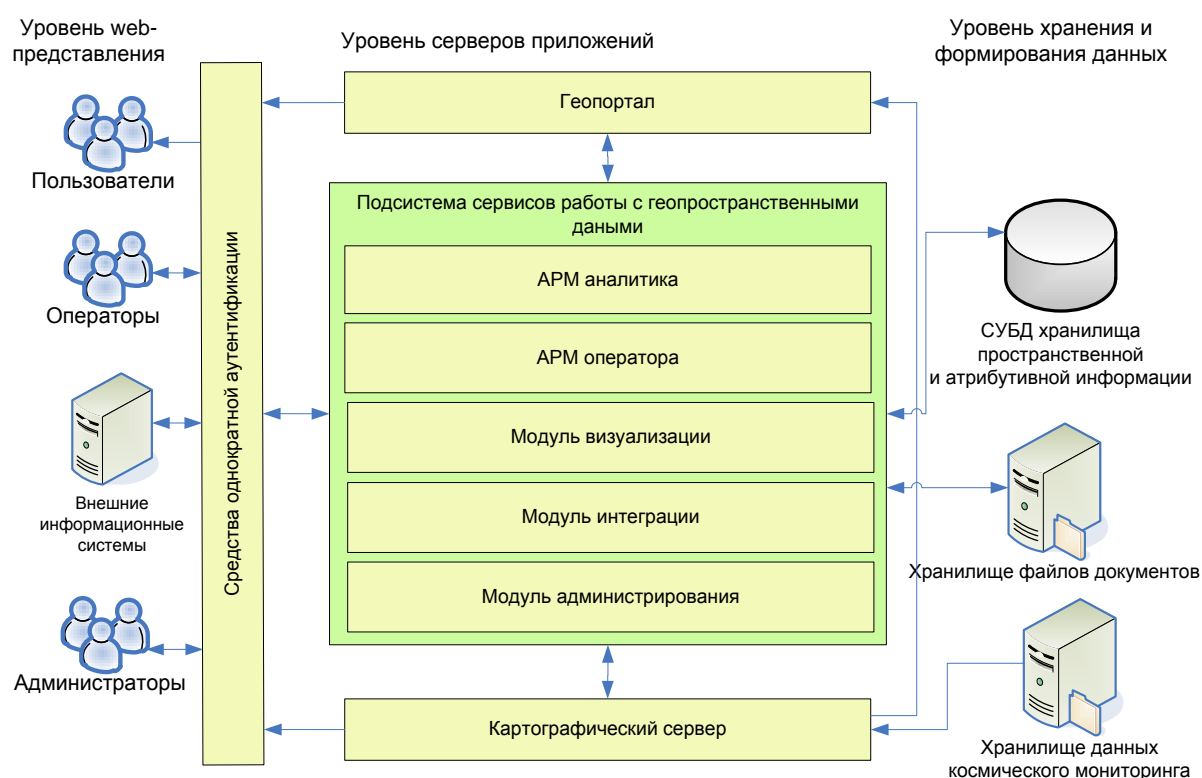 Уровень web-
представления
Уровень серверов приложений
Уровень хранения и
формирования данных
Пользователи
Операторы
Внешние
информационные
системы
Администраторы
Средства однократной аутентификации
Геопортал
Подсистема сервисов работы с геопространственными
даными
АРМ аналитика
АРМ оператора
Модуль визуализации
Модуль интеграции
Модуль администрирования
Картографический сервер
СУБД хранилища
пространственной
и атрибутивной информации
Хранилище файлов документов
Хранилище данных
космического мониторинга